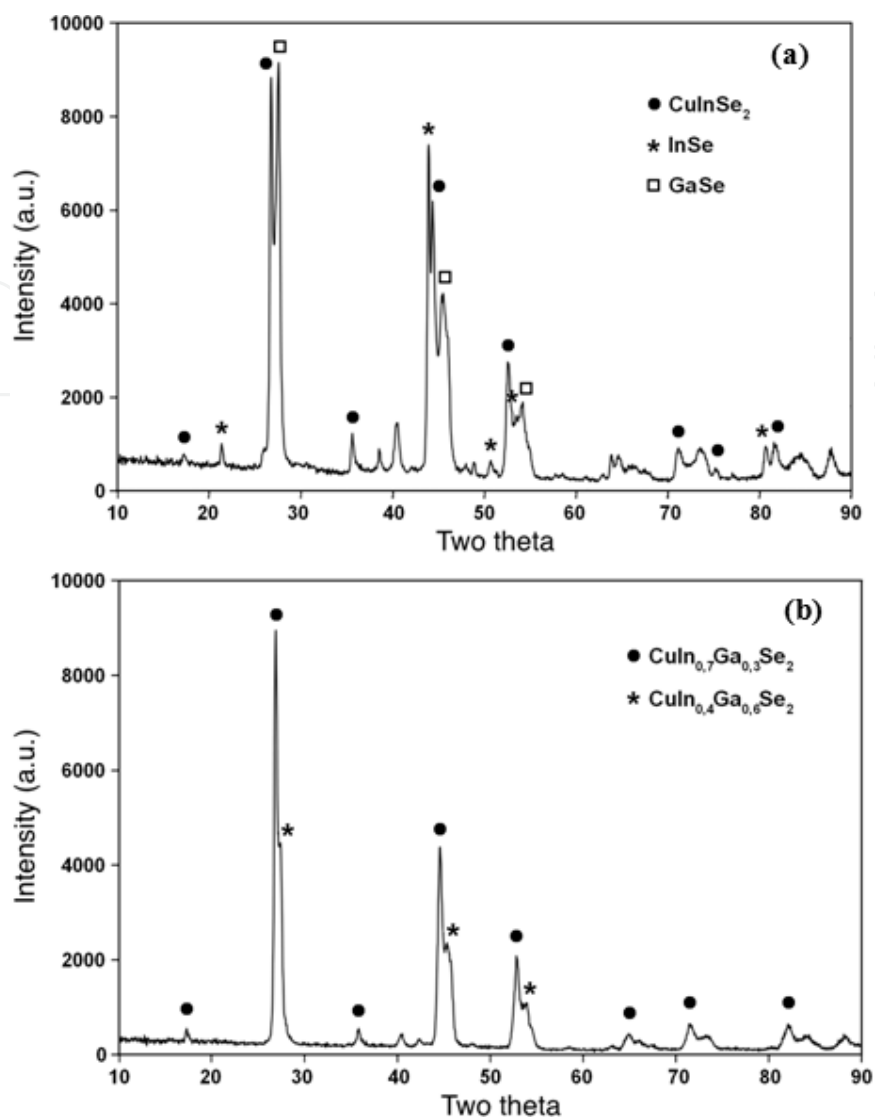 (a)
● CuInSe₂
* InSe
□ GaSe
10000
8000
6000
4000
2000
0
Intensity (a.u.)
10 20 30 40 50 60 70 80 90
Two theta
(b)
● CuIn₀,₇Ga₀,₃Se₂
* CuIn₀,₄Ga₀,₆Se₂
10000
8000
6000
4000
2000
0
Intensity (a.u.)
10 20 30 40 50 60 70 80 90
Two theta